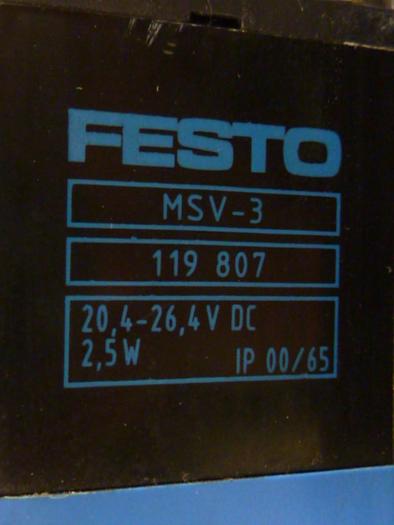 FESTO
MSV-3
119 807
20,4-26,4V DC
2,5W IP 00/65